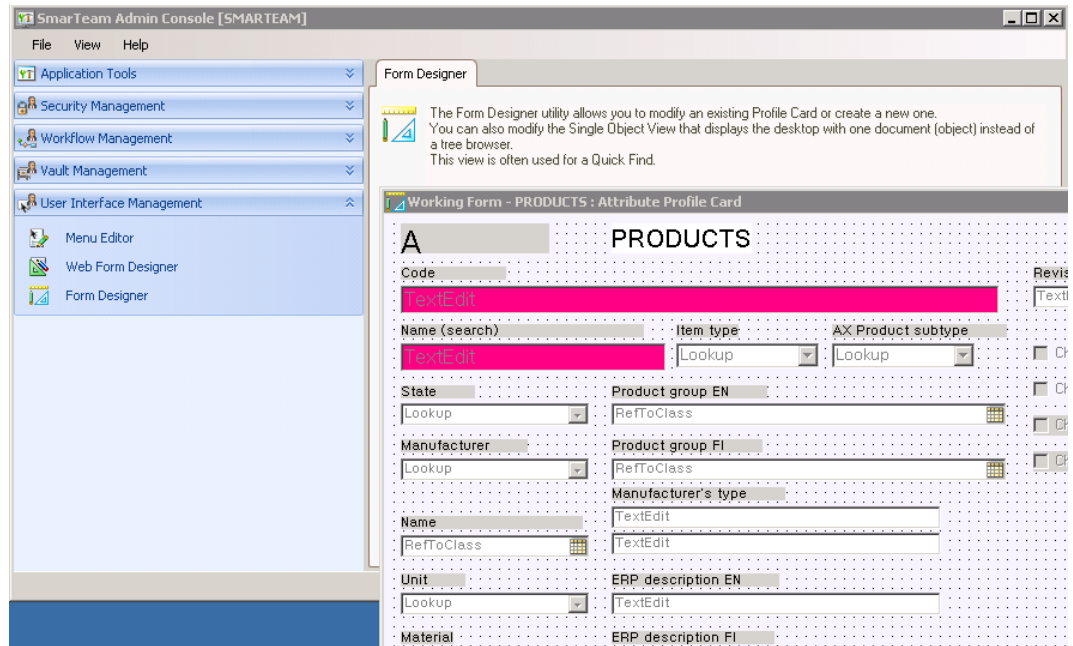 SmarTeam Admin Console [SMARTEAM]
File View Help
Application Tools
Security Management
Workflow Management
Vault Management
User Interface Management
Menu Editor
Web Form Designer
Form Designer
Form Designer
The Form Designer utility allows you to modify an existing Profile Card or create a new one.
You can also modify the Single Object View that displays the desktop with one document (object) instead of
a tree browser.
This view is often used for a Quick Find.
Working Form - PRODUCTS : Attribute Profile Card
A PRODUCTS
Code Revis
TextEdit Text
Name (search) Item type AX Product subtype
TextEdit Lookup Lookup Ch
State Product group EN Ch
Lookup RefToClass
Ch
Manufacturer Product group FI
Lookup RefToClass Ch
Manufacturer's type
TextEdit
Name
RefToClass TextEdit
Unit ERP description EN
Lookup TextEdit
Material ERP description FI